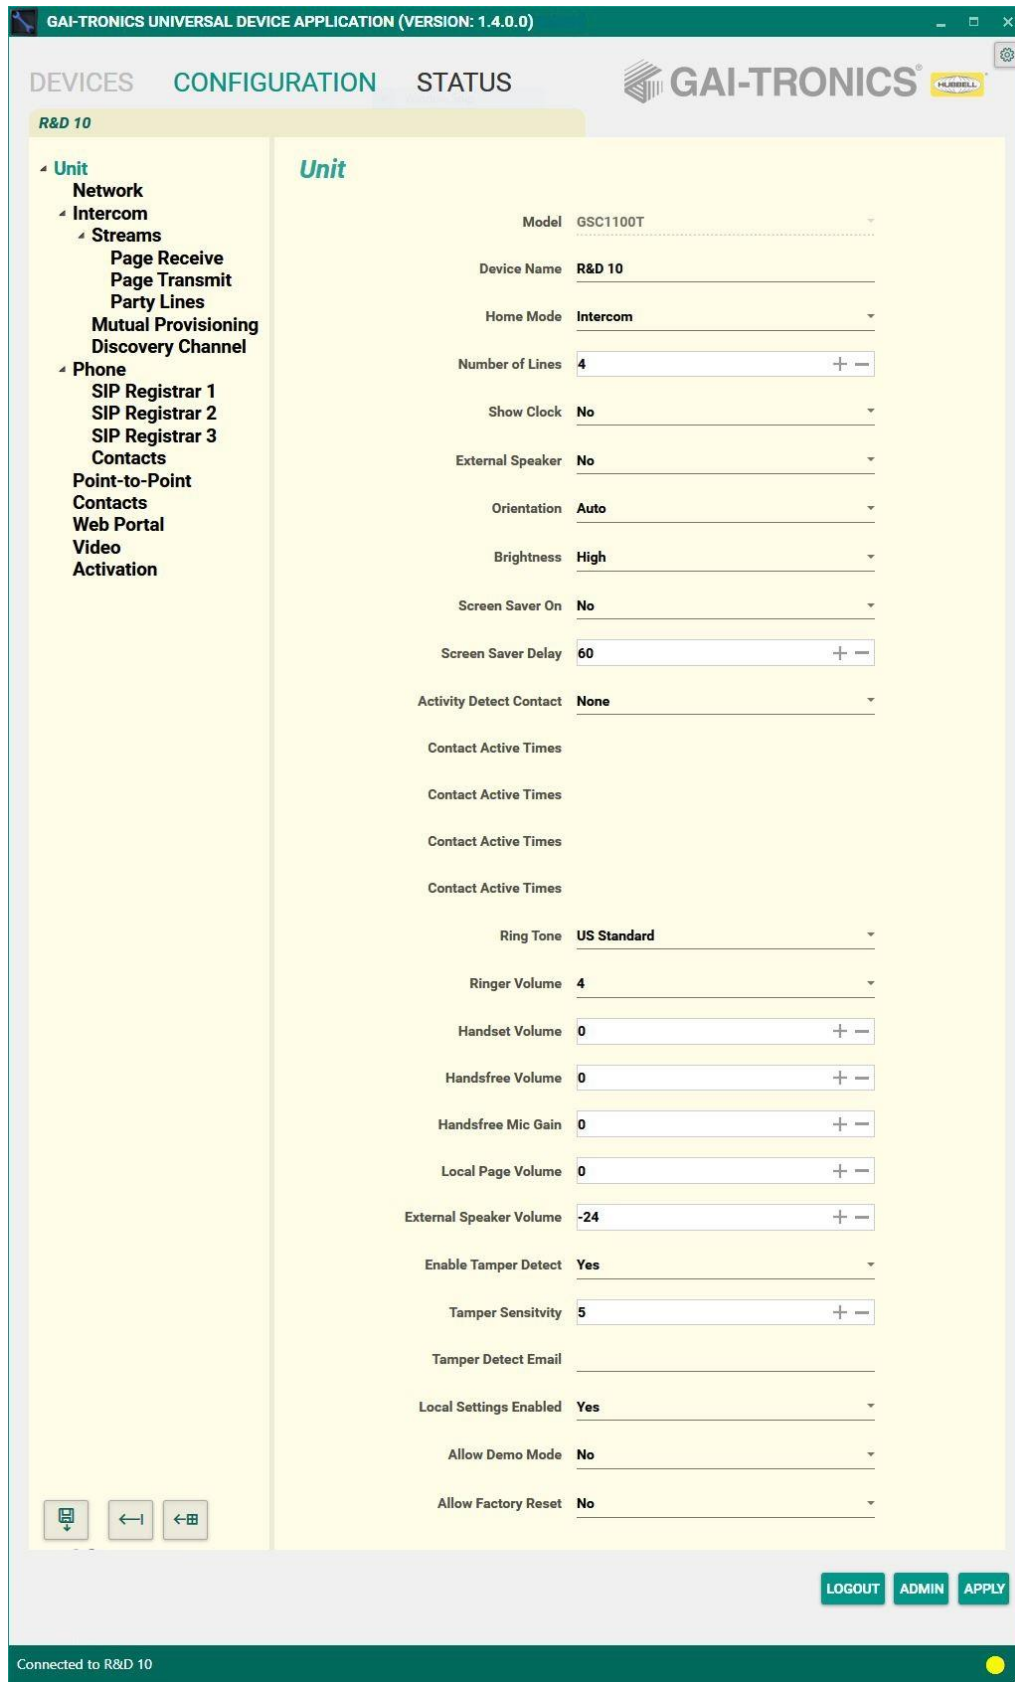 GAI-TRONICS UNIVERSAL DEVICE APPLICATION (VERSION: 1.4.0.0)
DEVICES CONFIGURATION STATUS
GAI-TRONICS®
HUBBELL
R&D 10
Unit
Network
Intercom
Streams
Page Receive
Page Transmit
Party Lines
Mutual Provisioning
Discovery Channel
Phone
SIP Registrar 1
SIP Registrar 2
SIP Registrar 3
Contacts
Point-to-Point
Contacts
Web Portal
Video
Activation
Unit
Model GSC1100T
Device Name R&D 10
Home Mode Intercom
Number of Lines 4
Show Clock No
External Speaker No
Orientation Auto
Brightness High
Screen Saver On No
Screen Saver Delay 60
Activity Detect Contact None
Contact Active Times
Contact Active Times
Contact Active Times
Contact Active Times
Ring Tone US Standard
Ringer Volume 4
Handset Volume 0
Handsfree Volume 0
Handsfree Mic Gain 0
Local Page Volume 0
External Speaker Volume -24
Enable Tamper Detect Yes
Tamper Sensitvity 5
Tamper Detect Email
Local Settings Enabled Yes
Allow Demo Mode No
Allow Factory Reset No
LOGOUT ADMIN APPLY
Connected to R&D 10